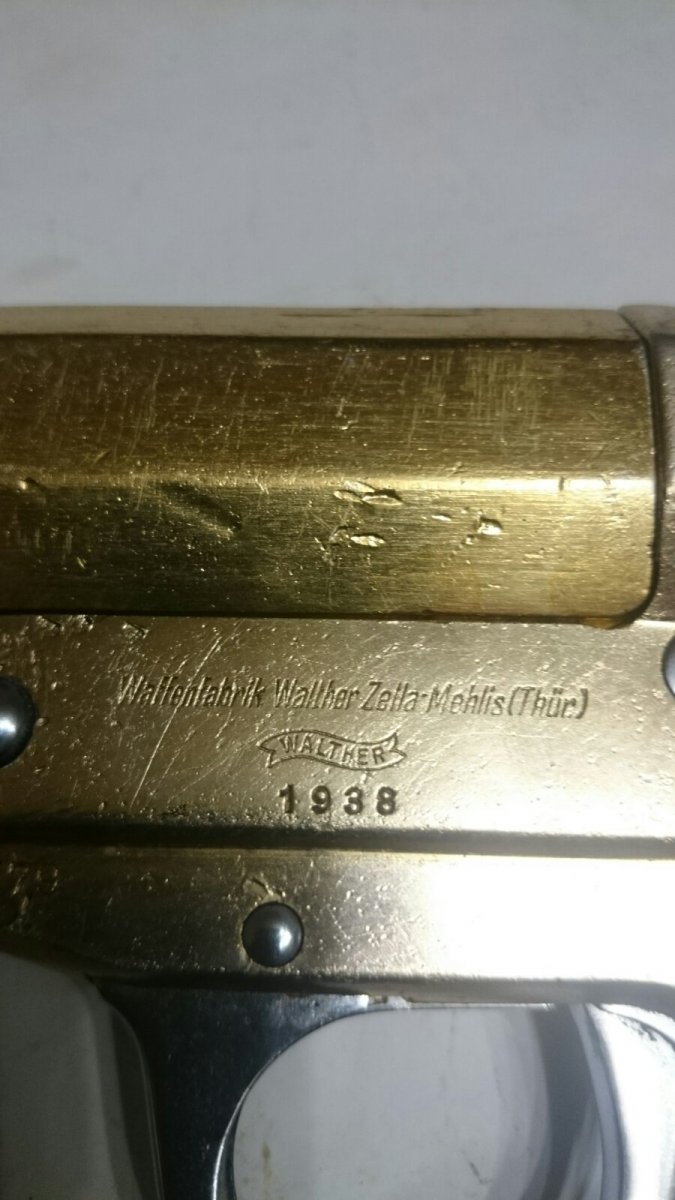 Waffenfabrik Walther Zella-Mehlis (Thür.)
WALTHER
1938